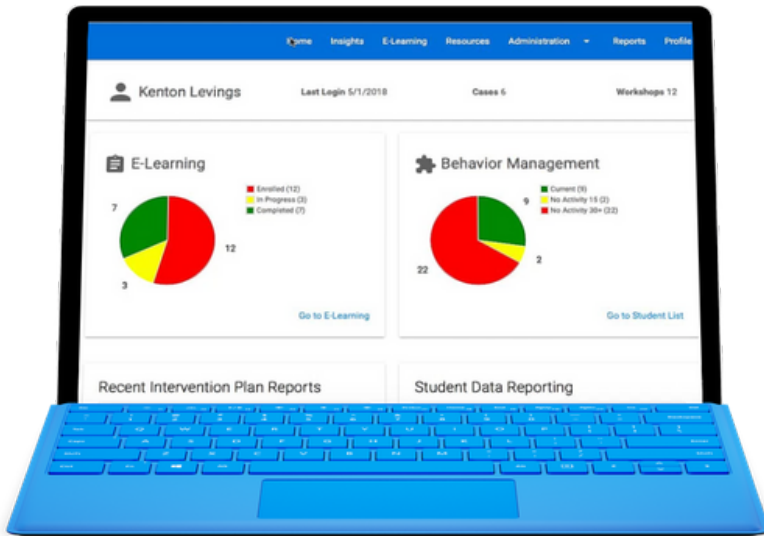 Home Insights E-Learning Resources Administration Reports Profile
Kenton Levings Last Login 5/1/2018 Cases 6 Workshops 12
E-Learning
Enrolled (12)
In Progress (3)
Completed (7)
7
12
3
Go to E-Learning
Behavior Management
Current (9)
No Activity 15 (2)
No Activity 30+ (22)
9
2
22
Go to Student List
Recent Intervention Plan Reports
Student Data Reporting
Q W E R T Y U I O P
A S D F G H J K L
Z X C V B N M